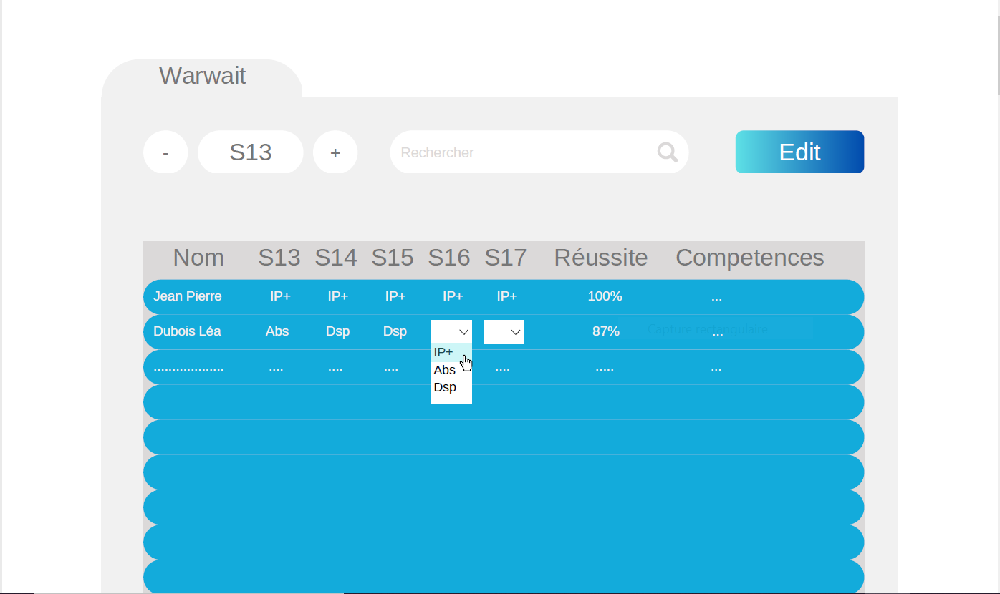 Warwait
- S13 + Rechercher Edit
Nom S13 S14 S15 S16 S17 Réussite Competences
Jean Pierre IP+ IP+ IP+ IP+ IP+ 100% ...
Dubois Léa Abs Dsp Dsp 87% ... Capture rectangulaire
IP+
................... .... .... .... .... ..... ...
Abs
Dsp